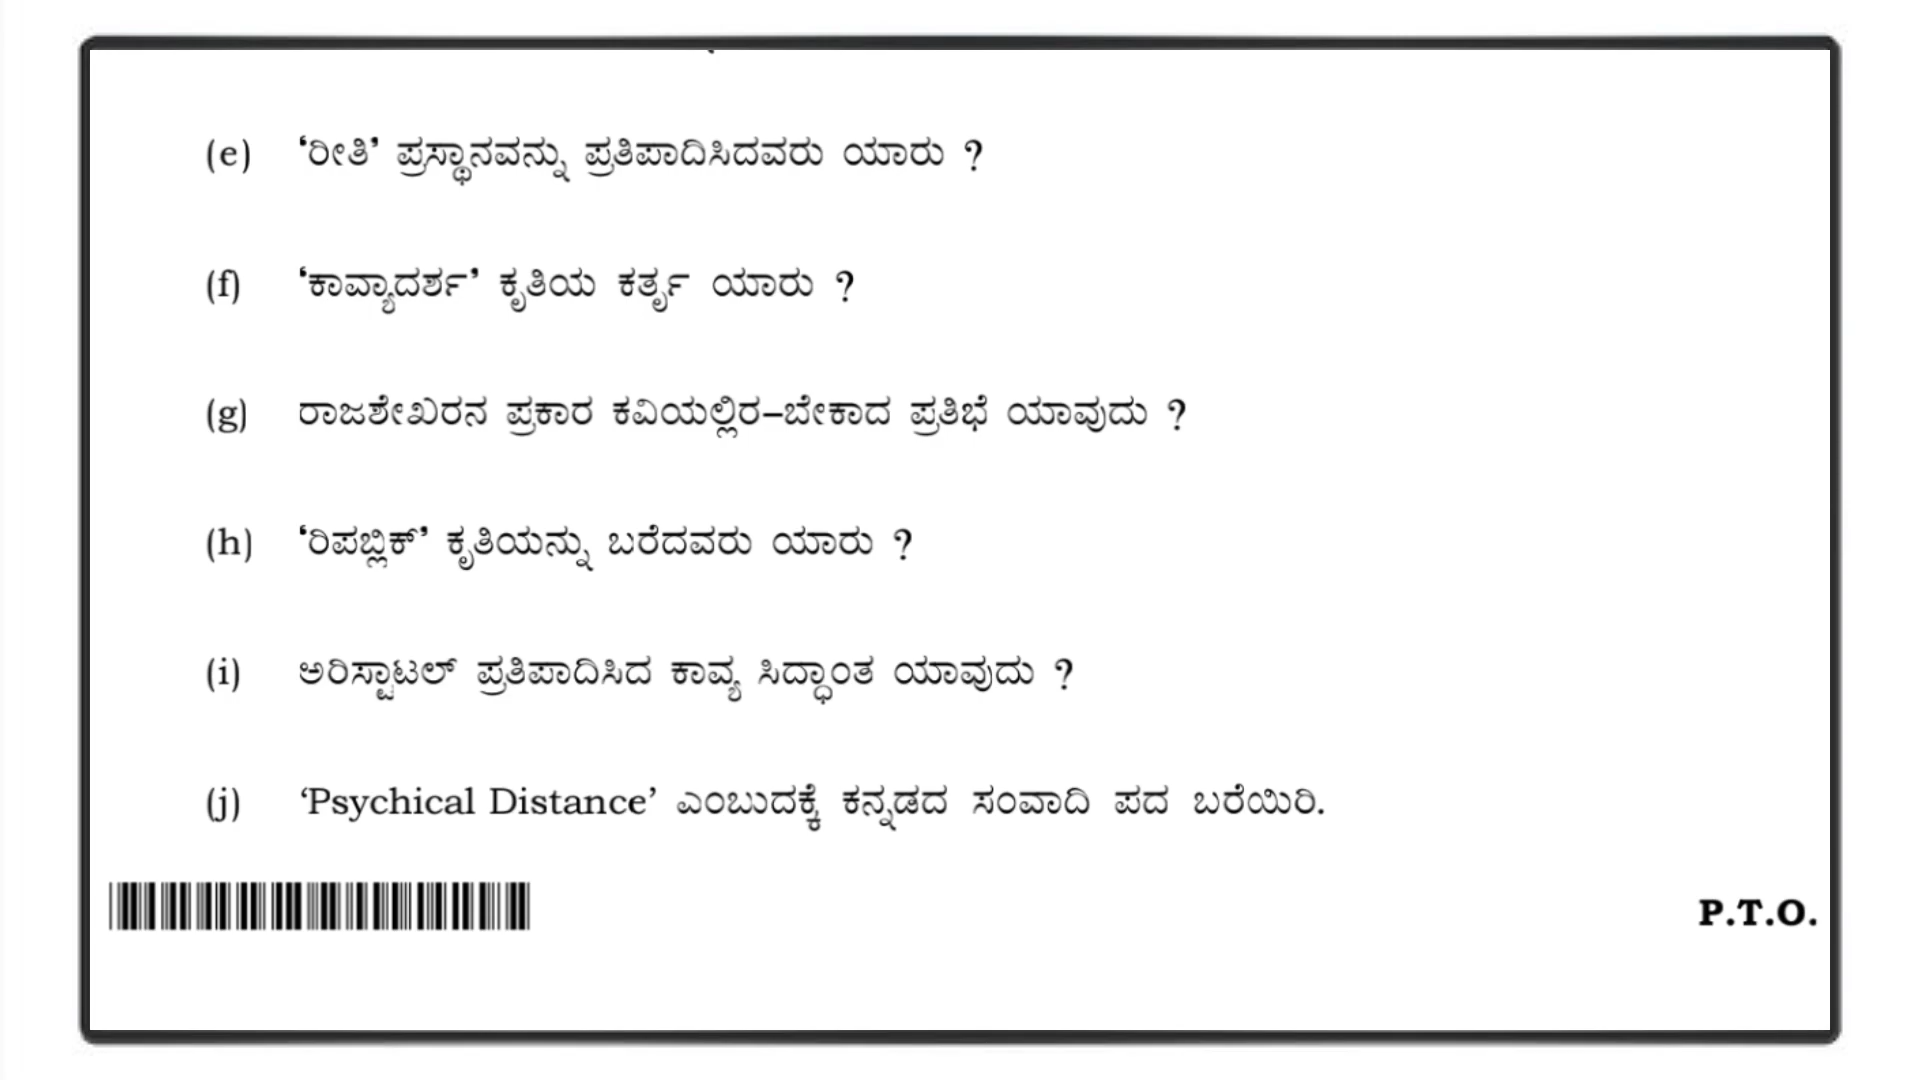 (e) ‘ರೀತಿ’ ಪ್ರಸ್ಥಾನವನ್ನು ಪ್ರತಿಪಾದಿಸಿದವರು ಯಾರು ?
(f) ‘ಕಾವ್ಯಾದರ್ಶ’ ಕೃತಿಯ ಕರ್ತೃ ಯಾರು ?
(g) ರಾಜಶೇಖರನ ಪ್ರಕಾರ ಕವಿಯಲ್ಲಿರ–ಬೇಕಾದ ಪ್ರತಿಭೆ ಯಾವುದು ?
(h) ‘ರಿಪಬ್ಲಿಕ್’ ಕೃತಿಯನ್ನು ಬರೆದವರು ಯಾರು ?
(i) ಅರಿಸ್ಟಾಟಲ್ ಪ್ರತಿಪಾದಿಸಿದ ಕಾವ್ಯ ಸಿದ್ಧಾಂತ ಯಾವುದು ?
(j) ‘Psychical Distance’ ಎಂಬುದಕ್ಕೆ ಕನ್ನಡದ ಸಂವಾದಿ ಪದ ಬರೆಯಿರಿ.
P.T.O.